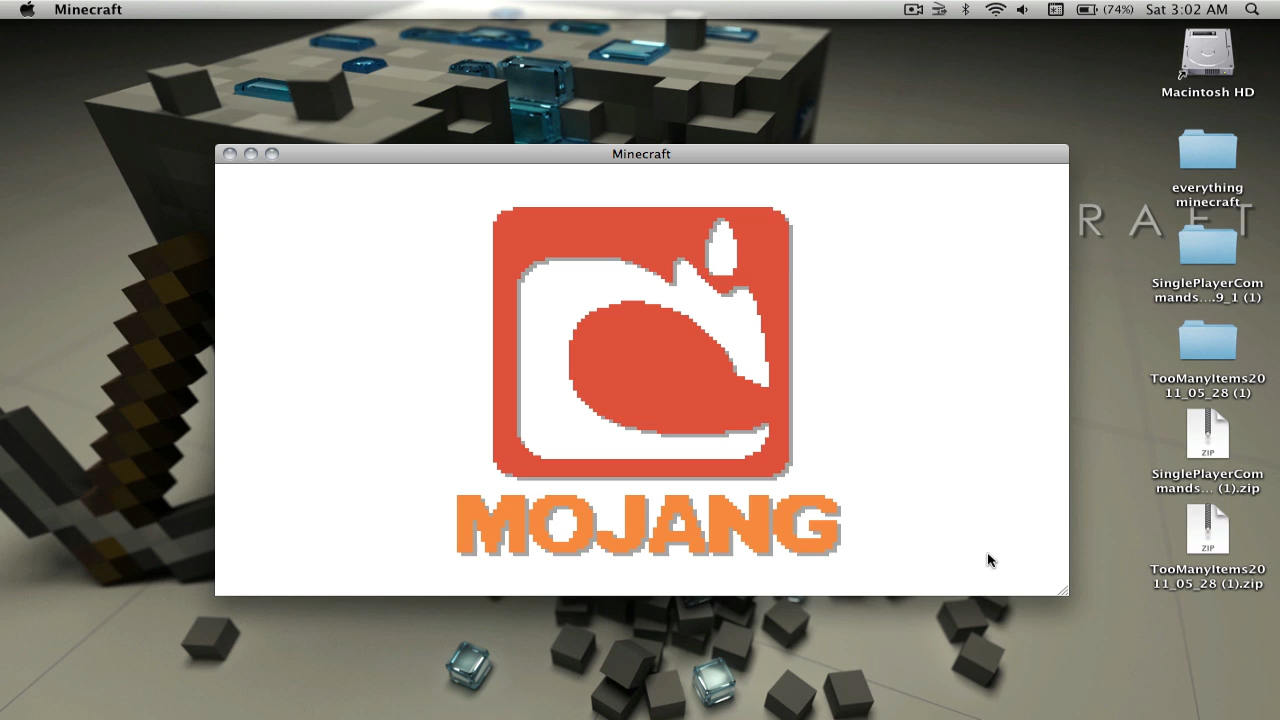 Minecraft
(74%)
Sat 3:02 AM
Macintosh HD
everything
minecraft
R A F T
SinglePlayerCom
mands....9_1 (1)
TooManyItems20
11_05_28 (1)
ZIP
SinglePlayerCom
mands... (1).zip
ZIP
TooManyItems20
11_05_28 (1).zip
Minecraft
MOJANG